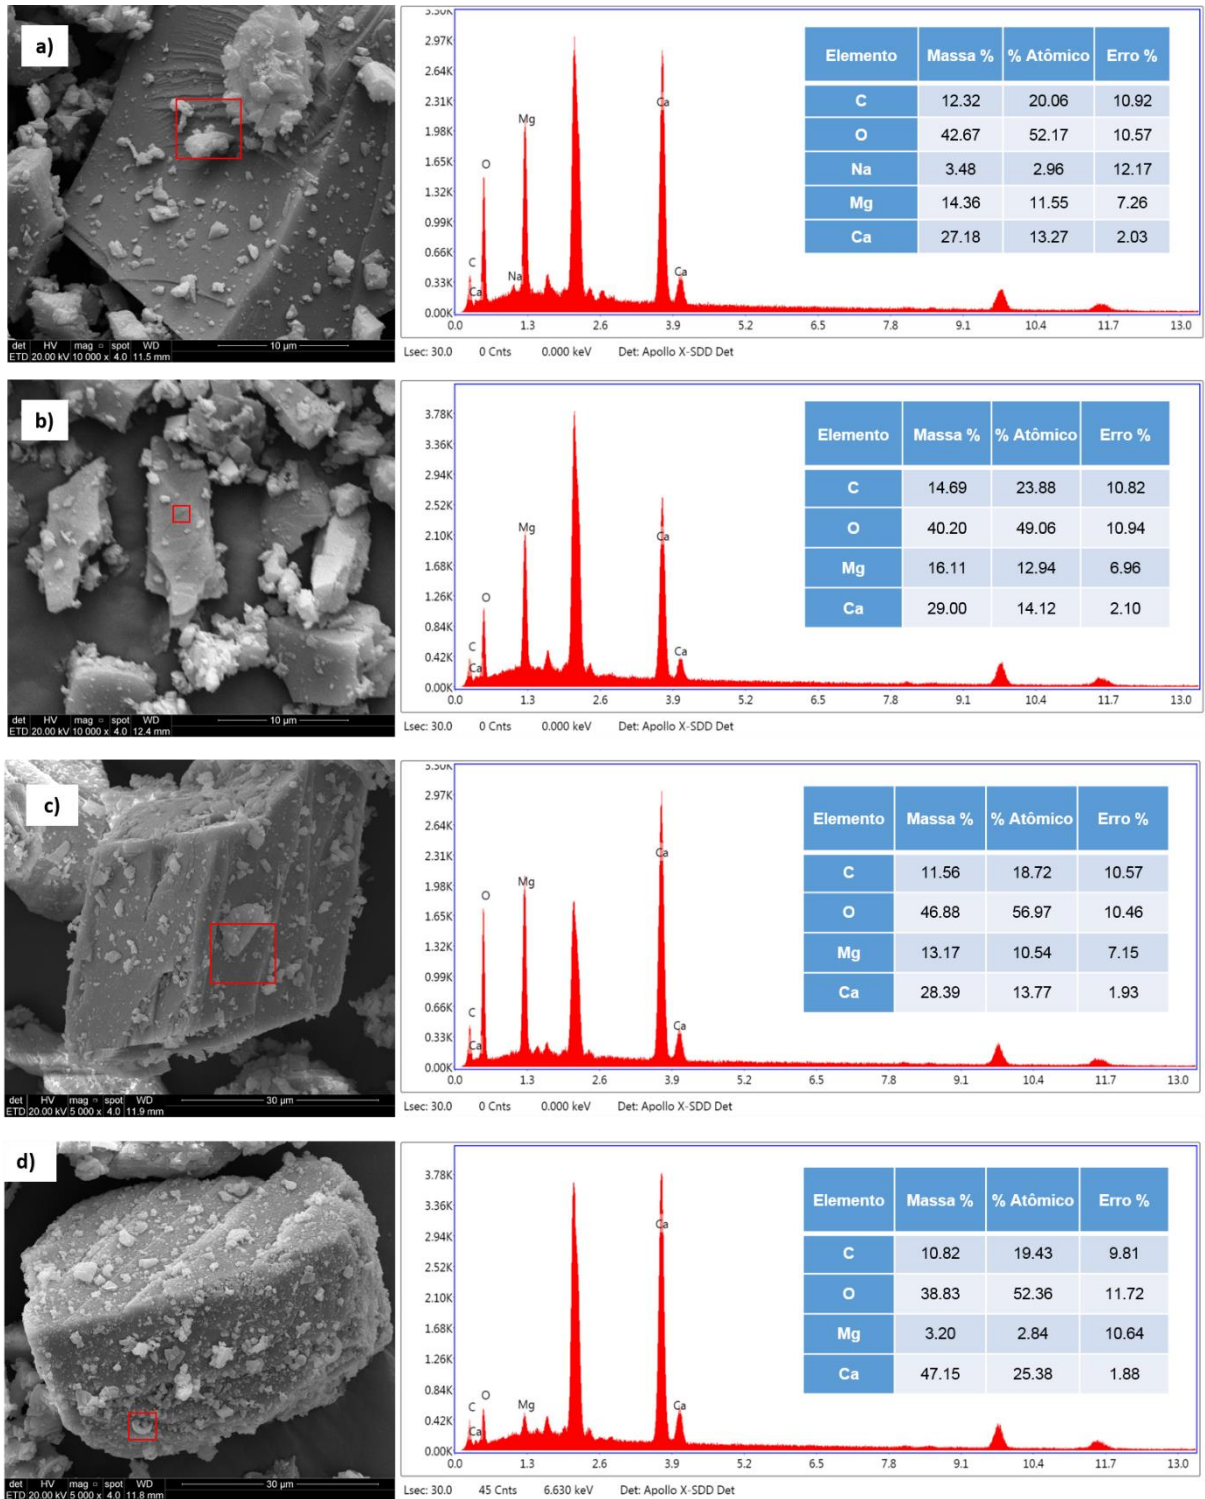 a)
det HV mag □ spot WD
ETD 20.00 kV 10 000 x 4.0 11.5 mm
10 µm
3.30K
2.97K
2.64K
2.31K
1.98K
1.65K
1.32K
0.99K
0.66K
0.33K
0.00K
C
Ca
O
Na
Mg
Ca
Ca
0.0 1.3 2.6 3.9 5.2 6.5 7.8 9.1 10.4 11.7 13.0
Lsec: 30.0 0 Cnts 0.000 keV Det: Apollo X-SDD Det
Elemento Massa % % Atômico Erro %
C 12.32 20.06 10.92
O 42.67 52.17 10.57
Na 3.48 2.96 12.17
Mg 14.36 11.55 7.26
Ca 27.18 13.27 2.03
b)
det HV mag □ spot WD
ETD 20.00 kV 10 000 x 4.0 12.4 mm
10 µm
3.78K
3.36K
2.94K
2.52K
2.10K
1.68K
1.26K
0.84K
0.42K
0.00K
C
Ca
O
Mg
Ca
Ca
0.0 1.3 2.6 3.9 5.2 6.5 7.8 9.1 10.4 11.7 13.0
Lsec: 30.0 0 Cnts 0.000 keV Det: Apollo X-SDD Det
Elemento Massa % % Atômico Erro %
C 14.69 23.88 10.82
O 40.20 49.06 10.94
Mg 16.11 12.94 6.96
Ca 29.00 14.12 2.10
c)
det HV mag □ spot WD
ETD 20.00 kV 5 000 x 4.0 11.9 mm
30 µm
3.30K
2.97K
2.64K
2.31K
1.98K
1.65K
1.32K
0.99K
0.66K
0.33K
0.00K
C
Ca
O
Mg
Ca
Ca
0.0 1.3 2.6 3.9 5.2 6.5 7.8 9.1 10.4 11.7 13.0
Lsec: 30.0 0 Cnts 0.000 keV Det: Apollo X-SDD Det
Elemento Massa % % Atômico Erro %
C 11.56 18.72 10.57
O 46.88 56.97 10.46
Mg 13.17 10.54 7.15
Ca 28.39 13.77 1.93
d)
det HV mag □ spot WD
ETD 20.00 kV 5 000 x 4.0 11.8 mm
30 µm
3.78K
3.36K
2.94K
2.52K
2.10K
1.68K
1.26K
0.84K
0.42K
0.00K
C
Ca
O
Mg
Ca
Ca
0.0 1.3 2.6 3.9 5.2 6.5 7.8 9.1 10.4 11.7 13.0
Lsec: 30.0 45 Cnts 6.630 keV Det: Apollo X-SDD Det
Elemento Massa % % Atômico Erro %
C 10.82 19.43 9.81
O 38.83 52.36 11.72
Mg 3.20 2.84 10.64
Ca 47.15 25.38 1.88